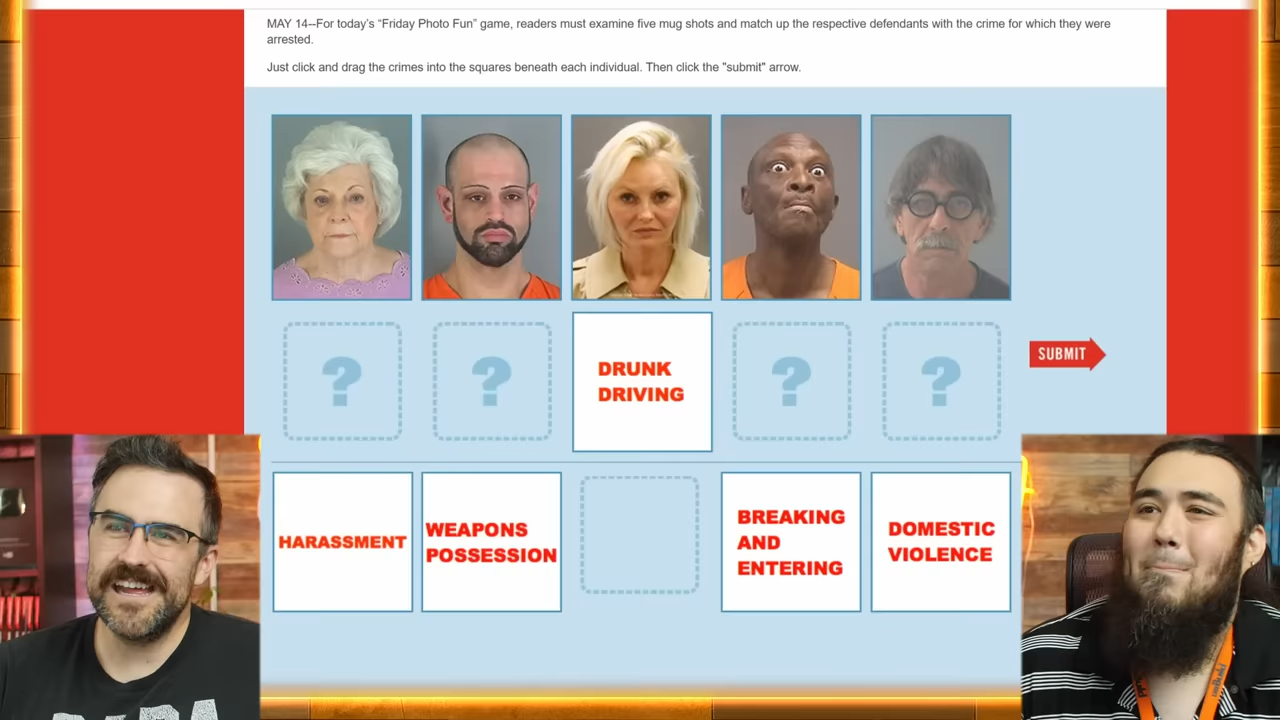 MAY 14--For today's "Friday Photo Fun" game, readers must examine five mug shots and match up the respective defendants with the crime for which they were
arrested.
Just click and drag the crimes into the squares beneath each individual. Then click the "submit" arrow.
?
?
DRUNK
DRIVING
?
?
SUBMIT
HARASSMENT
WEAPONS
POSSESSION
BREAKING
AND
ENTERING
DOMESTIC
VIOLENCE